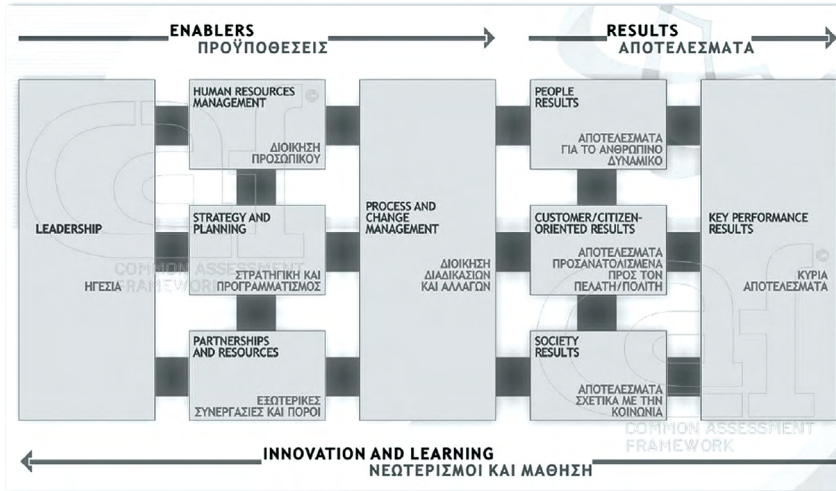 ENABLERS
ΠΡΟΫΠΟΘΕΣΕΙΣ
RESULTS
ΑΠΟΤΕΛΕΣΜΑΤΑ
LEADERSHIP
ΗΓΕΣΙΑ
HUMAN RESOURCES
MANAGEMENT
©
ΔΙΟΙΚΗΣΗ
ΠΡΟΣΩΠΙΚΟΥ
STRATEGY AND
PLANNING
ΣΤΡΑΤΗΓΙΚΗ ΚΑΙ
ΠΡΟΓΡΑΜΜΑΤΙΣΜΟΣ
PARTNERSHIPS
AND RESOURCES
ΕΞΩΤΕΡΙΚΕΣ
ΣΥΝΕΡΓΑΣΙΕΣ ΚΑΙ ΠΟΡΟΙ
COMMON ASSESSMENT
FRAMEWORK
PROCESS AND
CHANGE
MANAGEMENT
ΔΙΟΙΚΗΣΗ
ΔΙΑΔΙΚΑΣΙΩΝ
ΚΑΙ ΑΛΛΑΓΩΝ
PEOPLE
RESULTS
ΑΠΟΤΕΛΕΣΜΑΤΑ
ΓΙΑ ΤΟ ΑΝΘΡΩΠΙΝΟ
ΔΥΝΑΜΙΚΟ
CUSTOMER/CITIZEN-
ORIENTED RESULTS
ΑΠΟΤΕΛΕΣΜΑΤΑ
ΠΡΟΣΑΝΑΤΟΛΙΣΜΕΝΑ
ΠΡΟΣ ΤΟΝ
ΠΕΛΑΤΗ/ΠΟΛΙΤΗ
SOCIETY
RESULTS
ΑΠΟΤΕΛΕΣΜΑΤΑ
ΣΧΕΤΙΚΑ ΜΕ ΤΗΝ
ΚΟΙΝΩΝΙΑ
KEY PERFORMANCE
RESULTS
©
ΚΥΡΙΑ
ΑΠΟΤΕΛΕΣΜΑΤΑ
COMMON ASSESSMENT
FRAMEWORK
INNOVATION AND LEARNING
ΝΕΩΤΕΡΙΣΜΟΙ ΚΑΙ ΜΑΘΗΣΗ